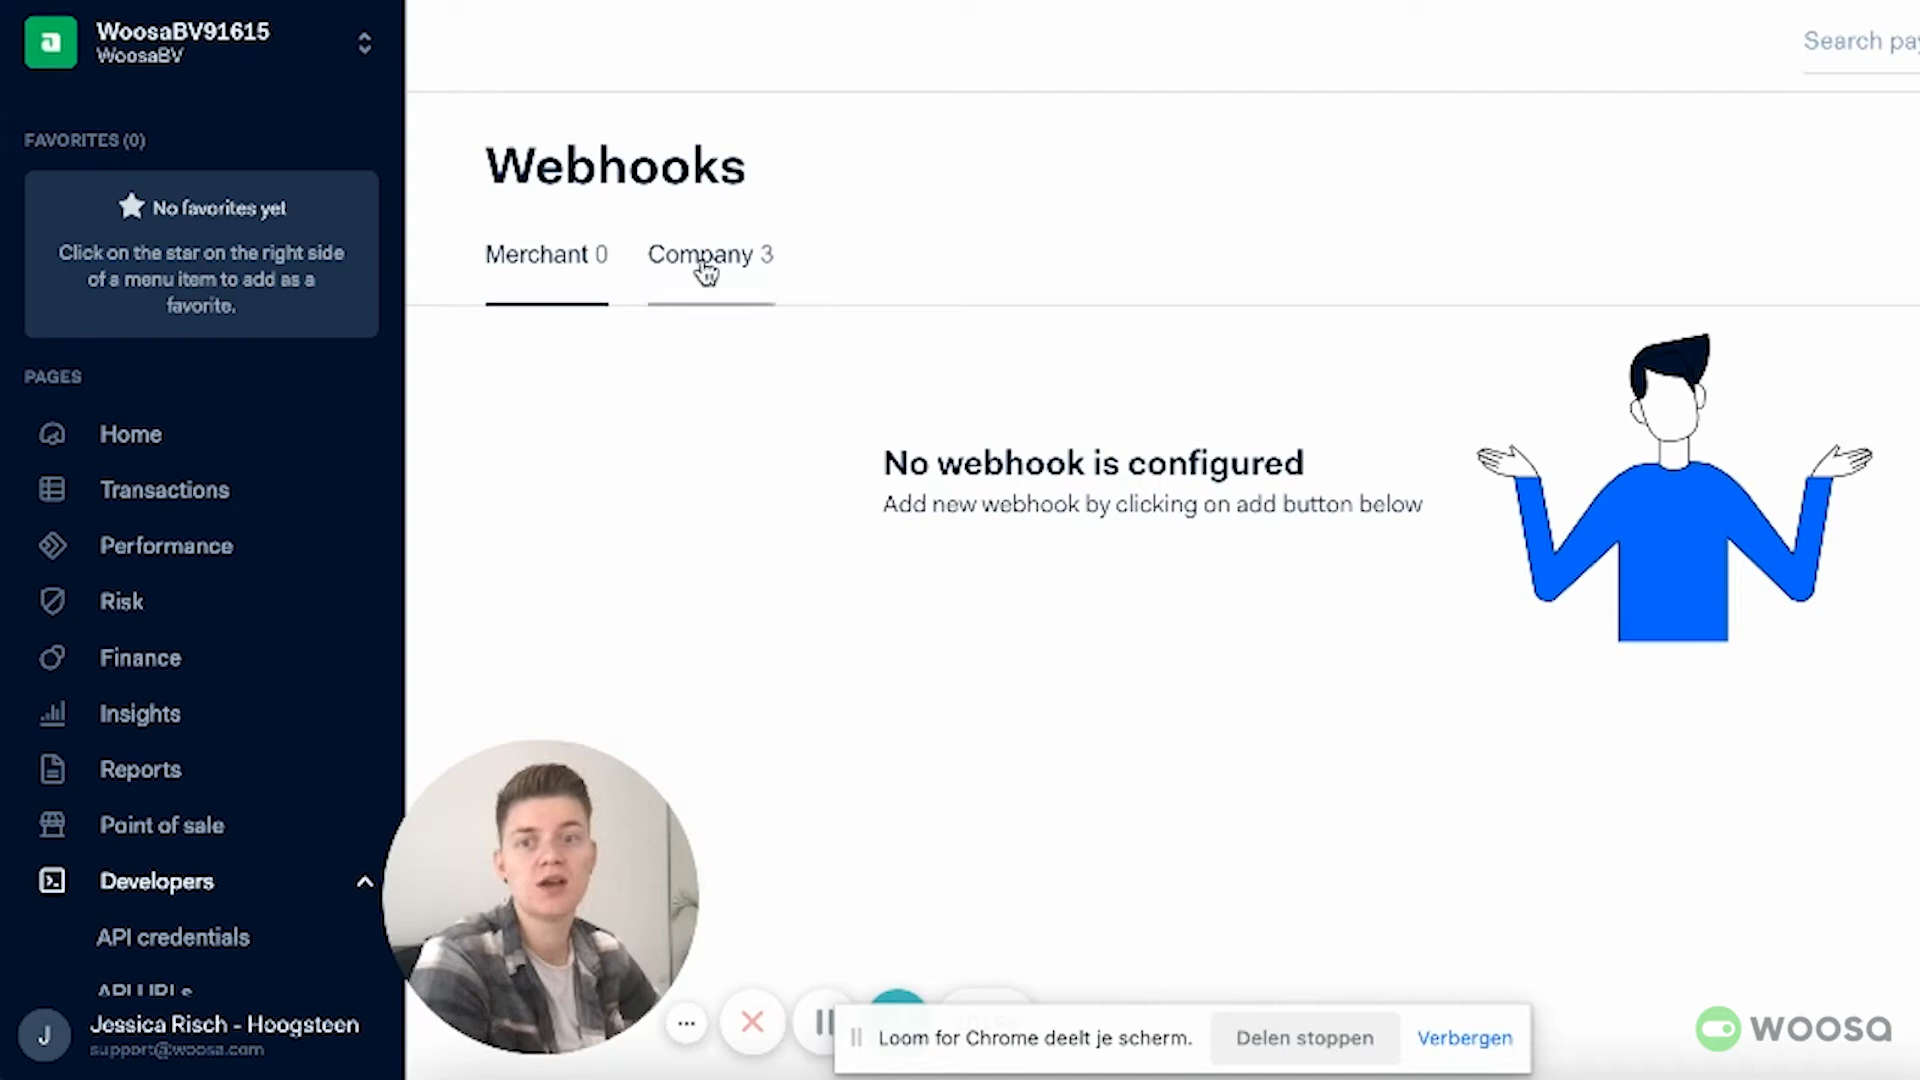 WoosaBV91615
WoosaBV
FAVORITES (0)
No favorites yet
Click on the star on the right side
of a menu item to add as a
favorite.
PAGES
Home
Transactions
Performance
Risk
Finance
Insights
Reports
Point of sale
Developers
API credentials
J
Jessica Risch - Hoogsteen
support@woosa.com
Search pay
Webhooks
Merchant 0
Company 3
No webhook is configured
Add new webhook by clicking on add button below
Loom for Chrome deelt je scherm.
Delen stoppen
Verbergen
woosa